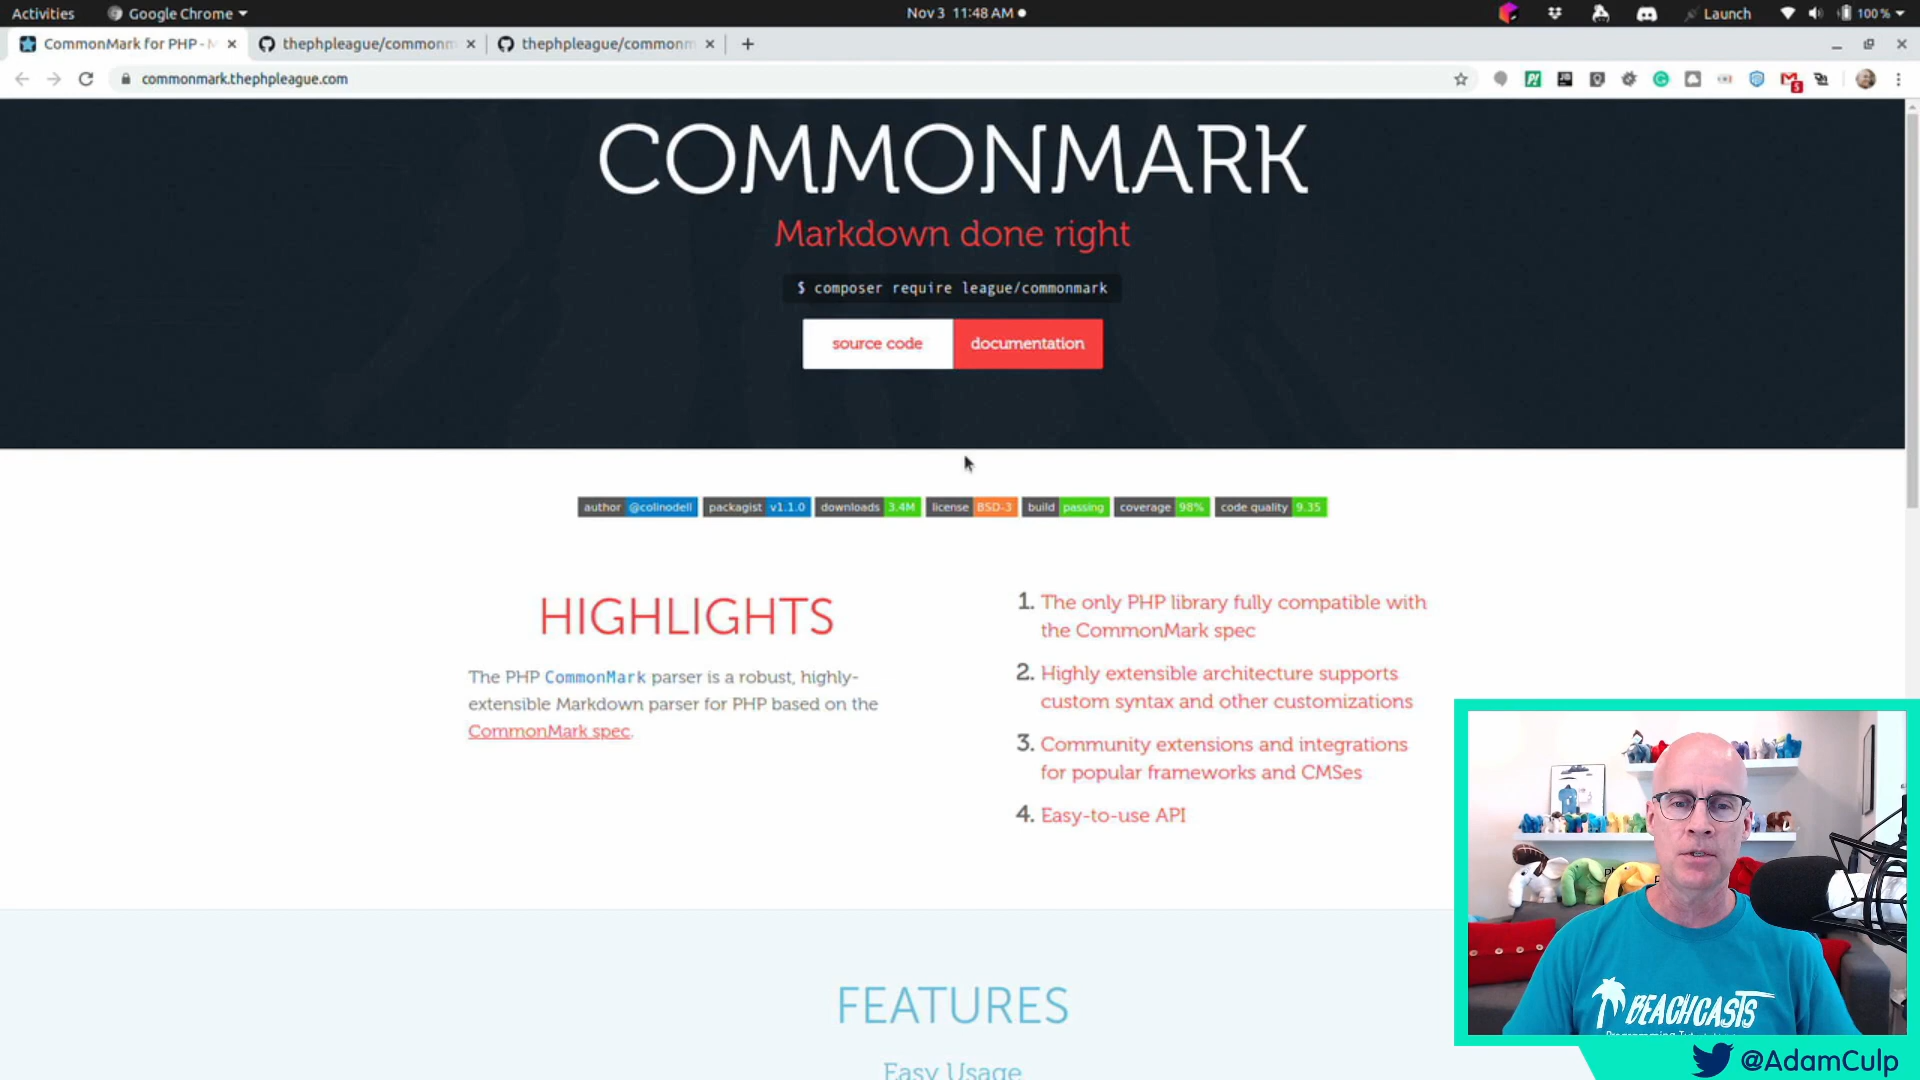 Activities
Google Chrome
Nov 3 11:48 AM
Launch
100 %
CommonMark for PHP - M
thephpleague/commonm
thephpleague/commonm
commonmark.thephpleague.com
5
COMMONMARK
Markdown done right
$ composer require league/commonmark
source code
documentation
author @colinodell
packagist v1.1.0
downloads 3.4M
license BSD-3
build passing
coverage 98%
code quality 9.35
HIGHLIGHTS
The PHP CommonMark parser is a robust, highly-
extensible Markdown parser for PHP based on the
CommonMark spec.
1. The only PHP library fully compatible with
the CommonMark spec
2. Highly extensible architecture supports
custom syntax and other customizations
3. Community extensions and integrations
for popular frameworks and CMSes
4. Easy-to-use API
FEATURES
Easy Usage
BEACHCASTS
@AdamCulp